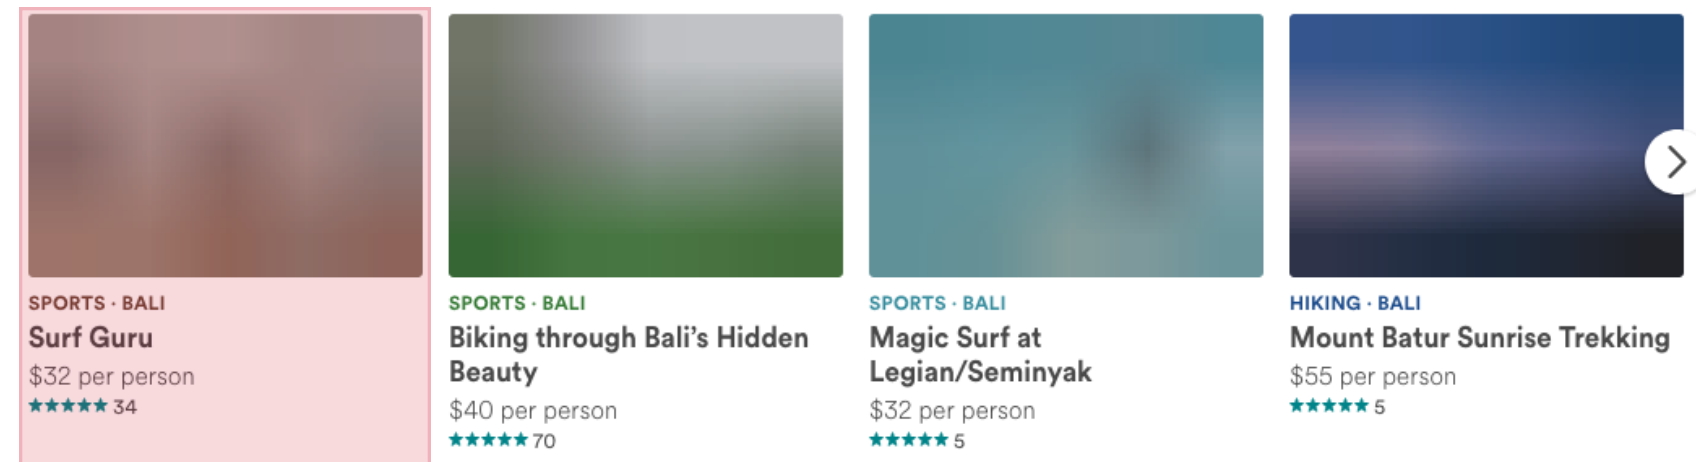 SPORTS · BALI
Surf Guru
$32 per person
34
SPORTS · BALI
Biking through Bali’s Hidden
Beauty
$40 per person
70
SPORTS · BALI
Magic Surf at
Legian/Seminyak
$32 per person
5
HIKING · BALI
Mount Batur Sunrise Trekking
$55 per person
5